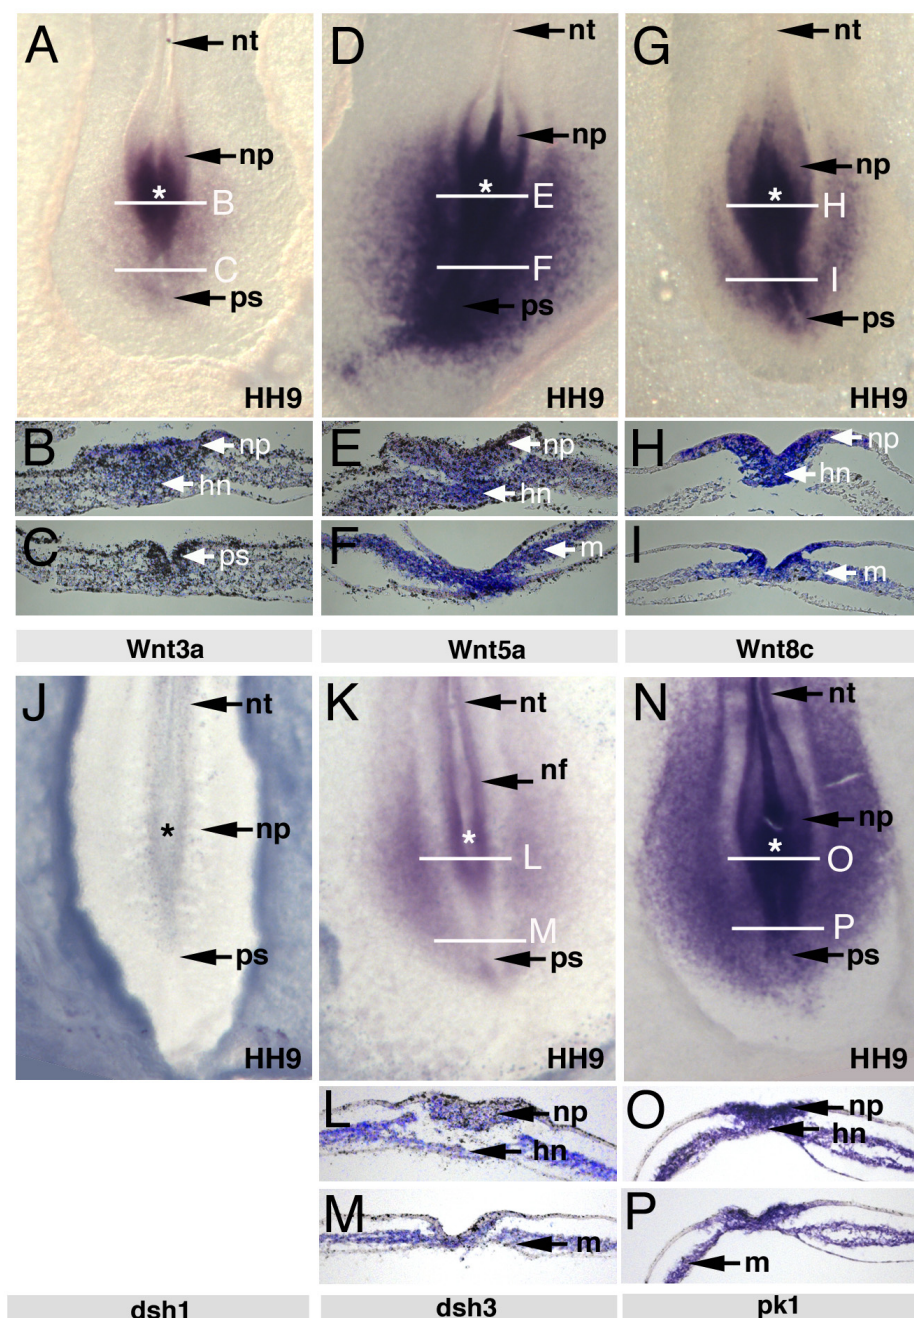 A
nt
np
*
B
C
ps
HH9
D
nt
np
*
E
F
ps
HH9
G
nt
np
*
H
I
ps
HH9
B
np
hn
E
np
hn
H
np
hn
C
ps
F
m
I
m
Wnt3a
Wnt5a
Wnt8c
J
nt
*
np
ps
HH9
K
nt
nf
*
L
M
ps
HH9
N
nt
np
*
O
P
ps
HH9
L
np
hn
O
np
hn
M
m
P
m
dsh1
dsh3
pk1